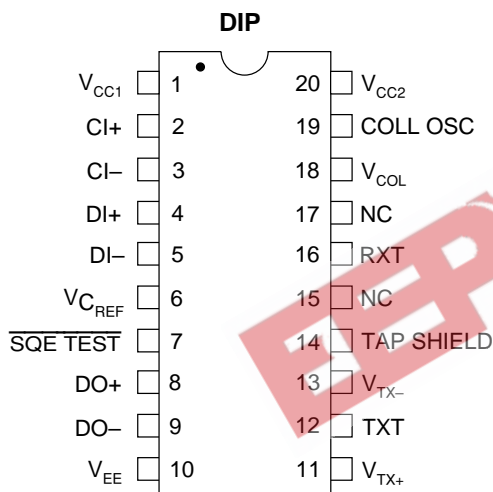 DIP
VCC1 1 20 VCC2
CI+ 2 19 COLL OSC
CI– 3 18 VCOL
DI+ 4 17 NC
DI– 5 16 RXT
VCREF 6 15 NC
SQE TEST 7 14 TAP SHIELD
DO+ 8 13 VTX–
DO– 9 12 TXT
VEE 10 11 VTX+
EEP